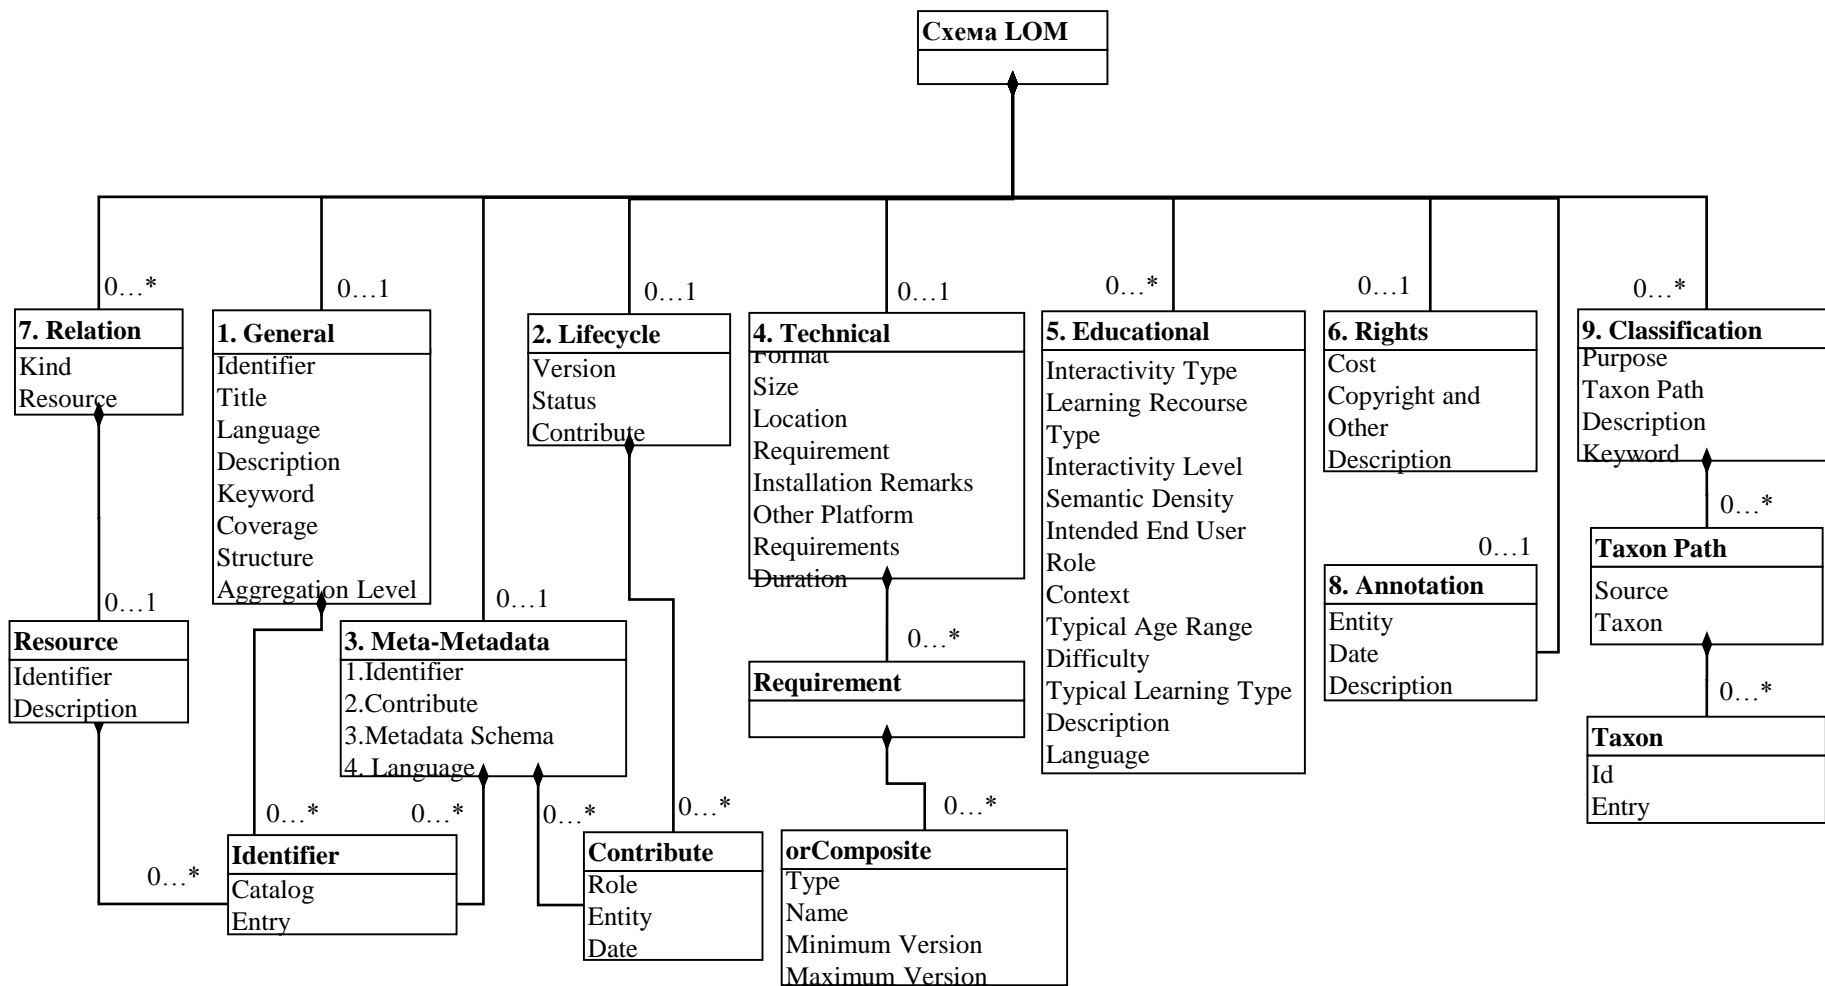 Схема LOM
0…*
7. Relation
Kind
Resource
0…1
Resource
Identifier
Description
0…1
1. General
Identifier
Title
Language
Description
Keyword
Coverage
Structure
Aggregation Level
0…1
3. Meta-Metadata
1.Identifier
2.Contribute
3.Metadata Schema
4. Language
0…1
2. Lifecycle
Version
Status
Contribute
0…1
4. Technical
Format
Size
Location
Requirement
Installation Remarks
Other Platform
Requirements
Duration
0…*
Requirement
0…*
5. Educational
Interactivity Type
Learning Recourse
Type
Interactivity Level
Semantic Density
Intended End User
Role
Context
Typical Age Range
Difficulty
Typical Learning Type
Description
Language
0…1
6. Rights
Cost
Copyright and
Other
Description
0…1
8. Annotation
Entity
Date
Description
0…*
9. Classification
Purpose
Taxon Path
Description
Keyword
0…*
Taxon Path
Source
Taxon
0…*
Taxon
Id
Entry
0…*
0…*
0…*
Identifier
Catalog
Entry
0…*
0…*
Contribute
Role
Entity
Date
0…*
orComposite
Type
Name
Minimum Version
Maximum Version